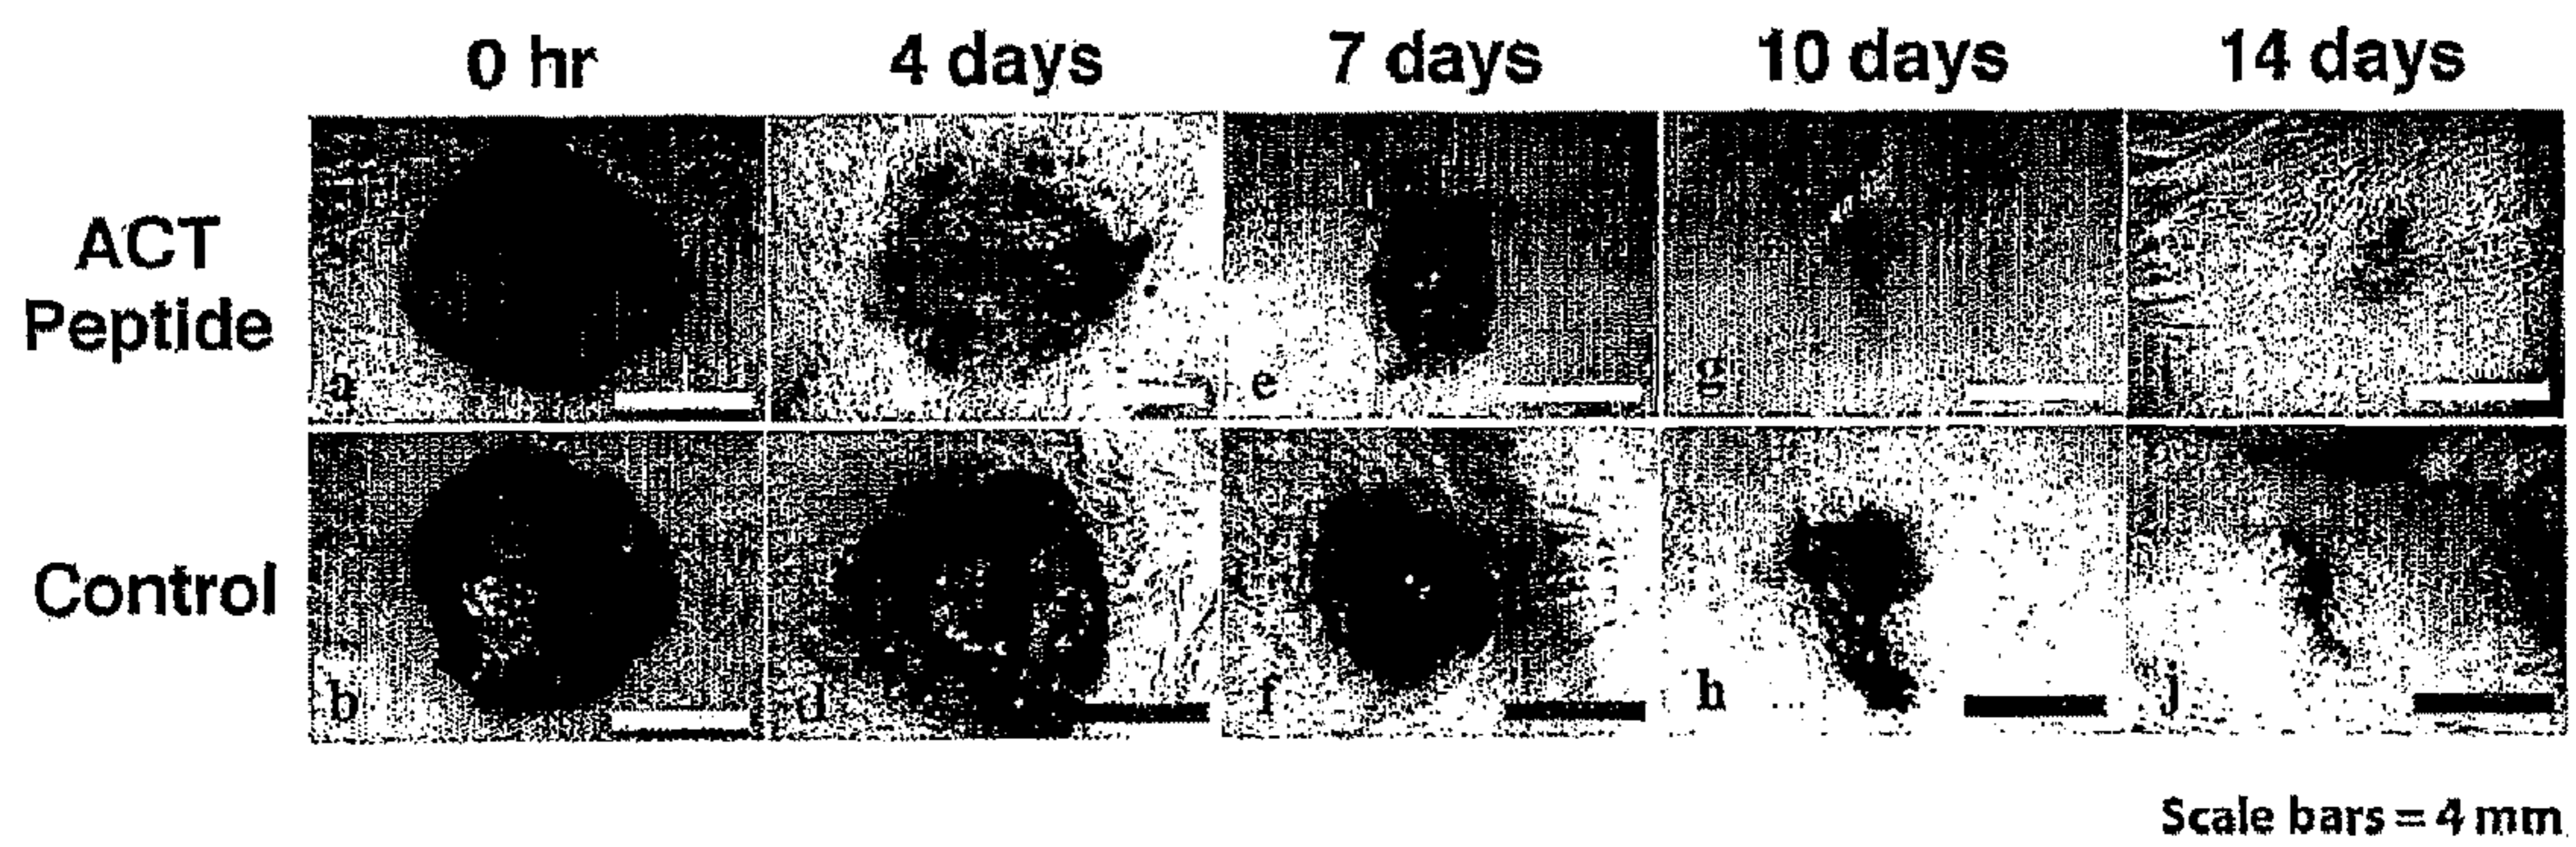 0 hr 4 days 7 days 10 days 14 days
ACT
Peptide
a e g i
Control
b d f h j
Scale bars = 4 mm